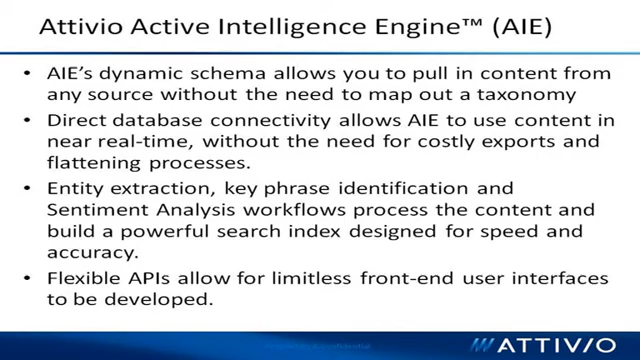 Attivio Active Intelligence Engine™ (AIE)
• AIE's dynamic schema allows you to pull in content from
any source without the need to map out a taxonomy
• Direct database connectivity allows AIE to use content in
near real-time, without the need for costly exports and
flattening processes.
• Entity extraction, key phrase identification and
Sentiment Analysis workflows process the content and
build a powerful search index designed for speed and
accuracy.
• Flexible APIs allow for limitless front-end user interfaces
to be developed.
Proprietary & Confidential
ATTIVIO